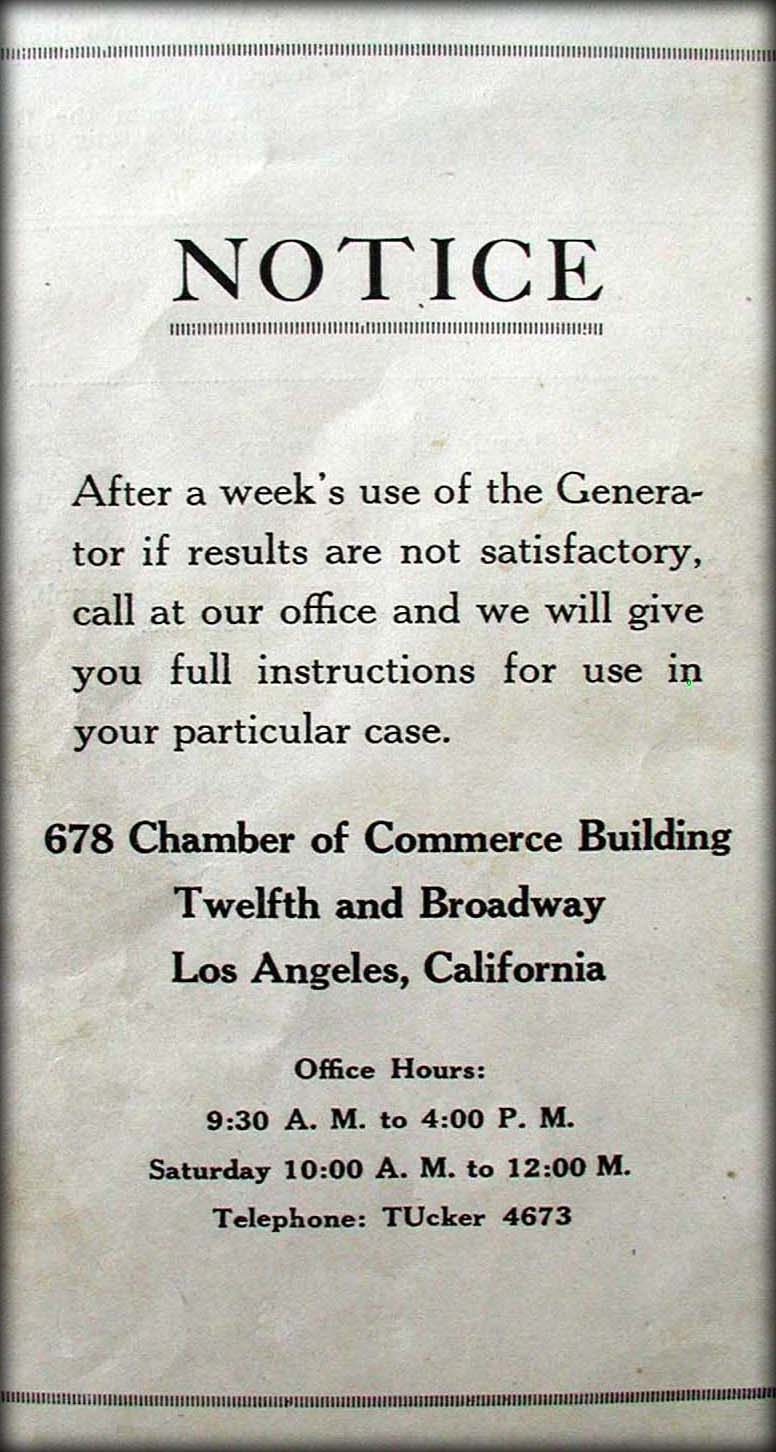 NOTICE
After a week's use of the Genera-
tor if results are not satisfactory,
call at our office and we will give
you full instructions for use in
your particular case.
678 Chamber of Commerce Building
Twelfth and Broadway
Los Angeles, California
Office Hours:
9:30 A. M. to 4:00 P. M.
Saturday 10:00 A. M. to 12:00 M.
Telephone: TUcker 4673